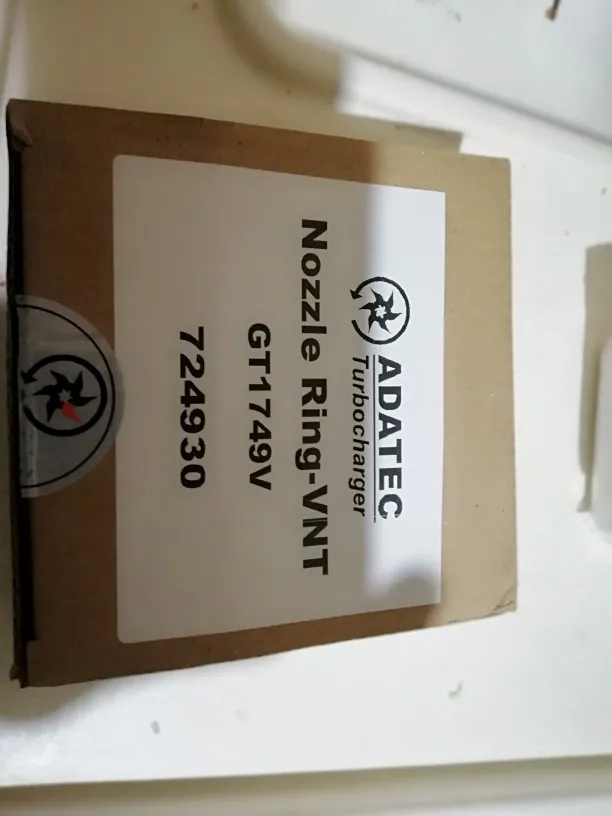 ADATEC
Turbocharger
Nozzle Ring-VNT
GT1749V
724930